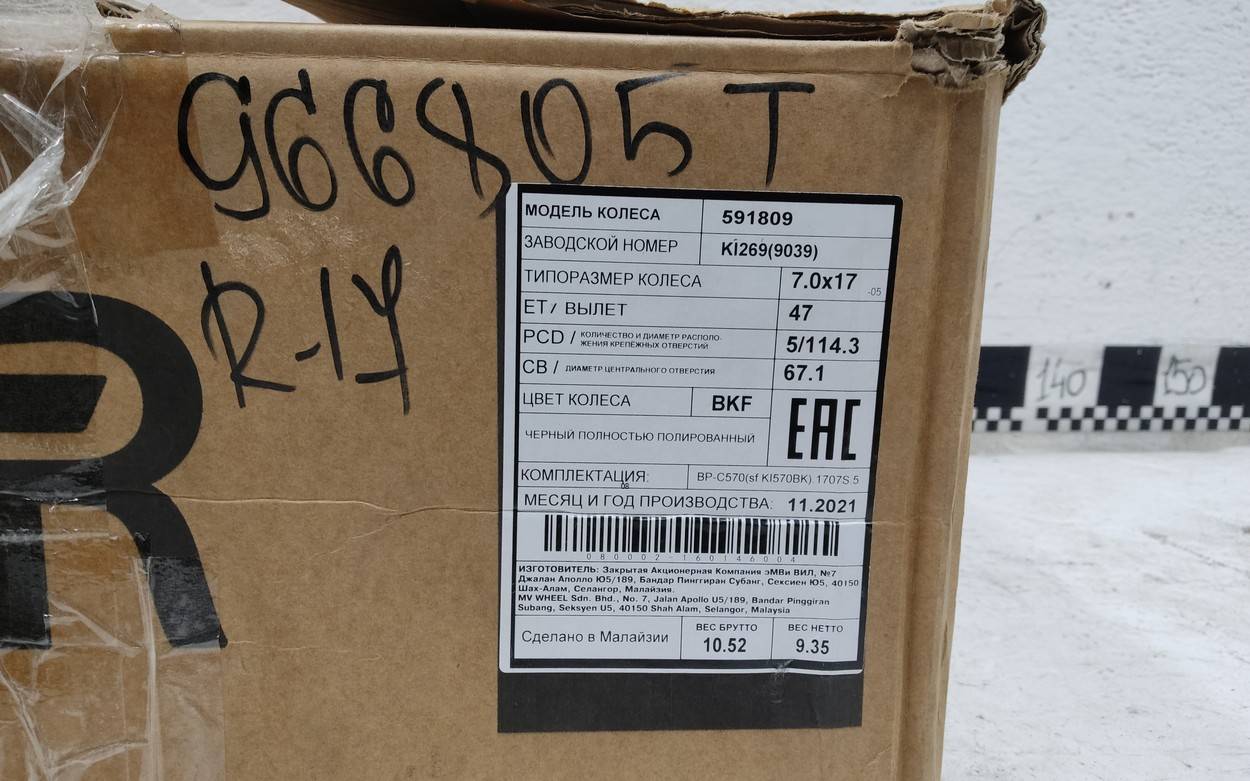 966805T
R-17
R
МОДЕЛЬ КОЛЕСА 591809
ЗАВОДСКОЙ НОМЕР KI269(9039)
ТИПОРАЗМЕР КОЛЕСА 7.0x17 -05
ET/ ВЫЛЕТ 47
PCD / КОЛИЧЕСТВО И ДИАМЕТР РАСПОЛО-
ЖЕНИЯ КРЕПЁЖНЫХ ОТВЕРСТИЙ 5/114.3
CB / ДИАМЕТР ЦЕНТРАЛЬНОГО ОТВЕРСТИЯ 67.1
ЦВЕТ КОЛЕСА BKF
ЧЕРНЫЙ ПОЛНОСТЬЮ ПОЛИРОВАННЫЙ
EAC
КОМПЛЕКТАЦИЯ: BP-C570(sf KI570BK) 1707S 5
МЕСЯЦ И ГОД ПРОИЗВОДСТВА: 11.2021
080002-160146004
ИЗГОТОВИТЕЛЬ: Закрытая Акционерная Компания эМВи ВИЛ, №7
Джалан Аполло Ю5/189, Бандар Пинггиран Субанг, Сексиен Ю5, 40150
Шах-Алам, Селангор, Малайзия.
MV WHEEL Sdn. Bhd., No. 7, Jalan Apollo U5/189, Bandar Pinggiran
Subang, Seksyen U5, 40150 Shah Alam, Selangor, Malaysia
Сделано в Малайзии
ВЕС БРУТТО
10.52
ВЕС НЕТТО
9.35
140 150